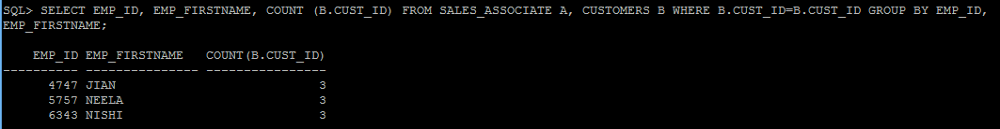 SQL> SELECT EMP_ID, EMP_FIRSTNAME, COUNT (B.CUST_ID) FROM SALES_ASSOCIATE A, CUSTOMERS B WHERE B.CUST_ID=B.CUST_ID GROUP BY EMP_ID,
EMP_FIRSTNAME;
EMP_ID EMP_FIRSTNAME COUNT(B.CUST_ID)
---------- --------------- ----------------
4747 JIAN 3
5757 NEELA 3
6343 NISHI 3